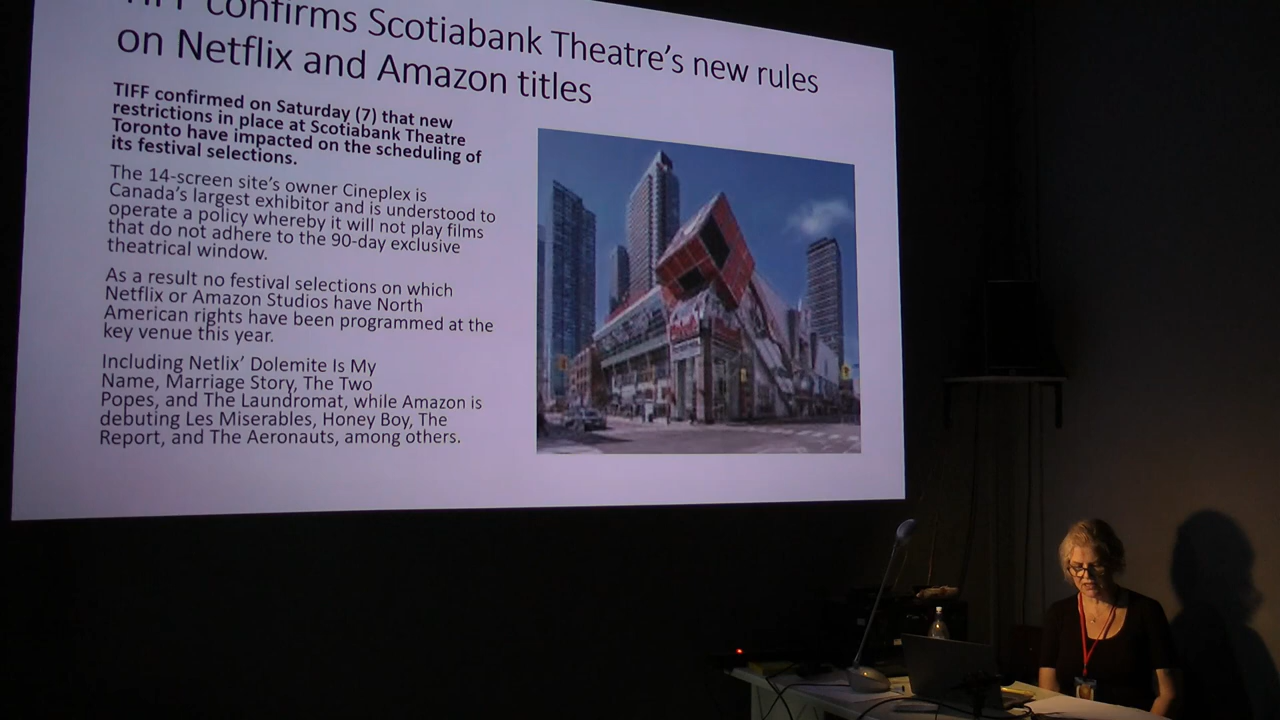 TIFF confirms Scotiabank Theatre's new rules
on Netflix and Amazon titles
TIFF confirmed on Saturday (7) that new
restrictions in place at Scotiabank Theatre
Toronto have impacted on the scheduling of
its festival selections.
The 14-screen site's owner Cineplex is
Canada's largest exhibitor and is understood to
operate a policy whereby it will not play films
that do not adhere to the 90-day exclusive
theatrical window.
As a result no festival selections on which
Netflix or Amazon Studios have North
American rights have been programmed at the
key venue this year.
Including Netlix' Dolemite Is My
Name, Marriage Story, The Two
Popes, and The Laundromat, while Amazon is
debuting Les Miserables, Honey Boy, The
Report, and The Aeronauts, among others.